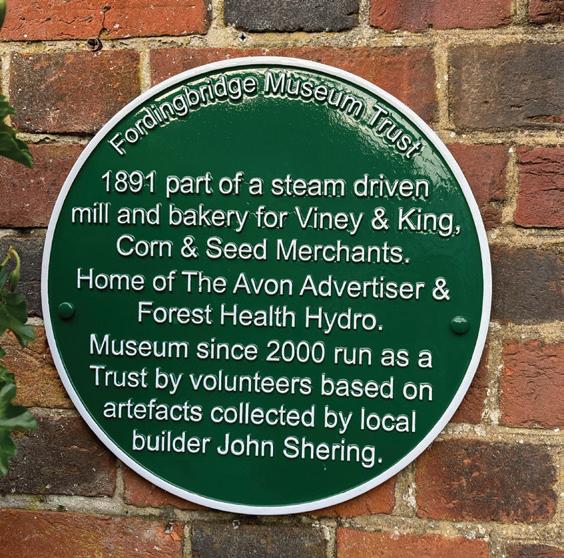 Fordingbridge Museum Trust
1891 part of a steam driven
mill and bakery for Viney & King,
Corn & Seed Merchants.
Home of The Avon Advertiser &
Forest Health Hydro.
Museum since 2000 run as a
Trust by volunteers based on
artefacts collected by local
builder John Shering.